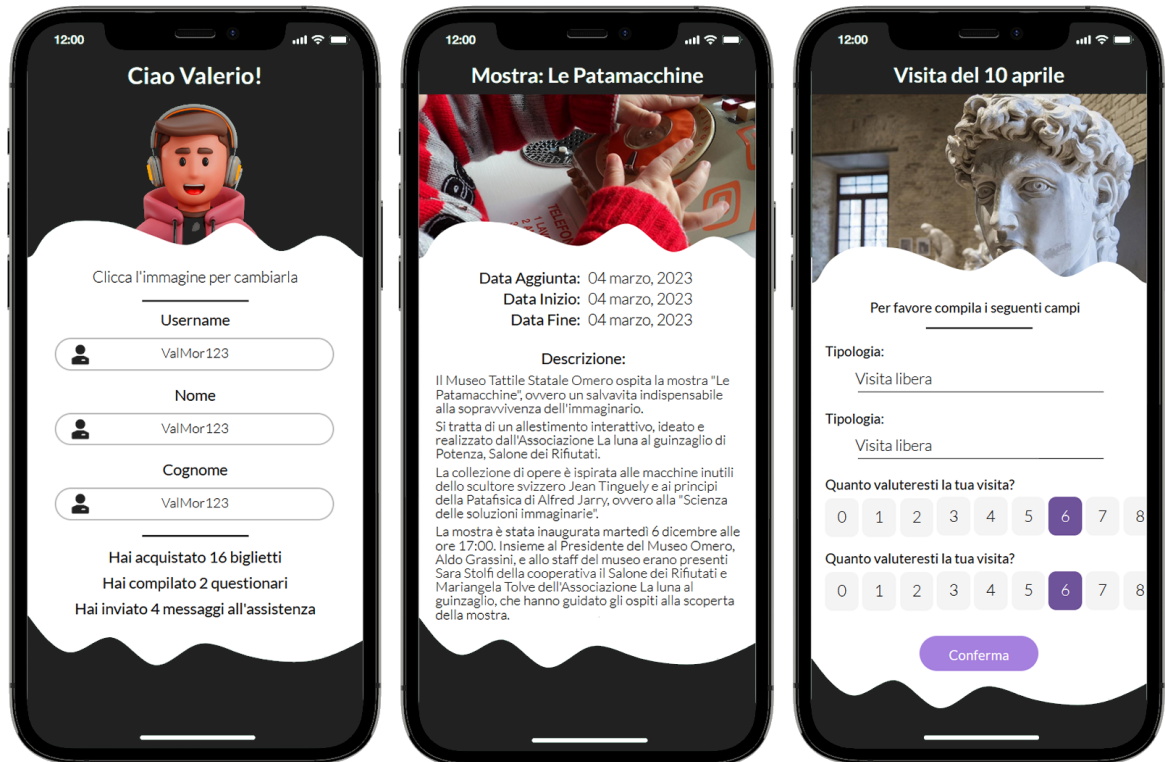 12:00
Ciao Valerio!
Clicca l'immagine per cambiarla
Username
ValMor123
Nome
ValMor123
Cognome
ValMor123
Hai acquistato 16 biglietti
Hai compilato 2 questionari
Hai inviato 4 messaggi all'assistenza
12:00
Mostra: Le Patamacchine
TELEFON
1 LA
2 A
Data Aggiunta: 04 marzo, 2023
Data Inizio: 04 marzo, 2023
Data Fine: 04 marzo, 2023
Descrizione:
Il Museo Tattile Statale Omero ospita la mostra "Le
Patamacchine", ovvero un salvavita indispensabile
alla sopravvivenza dell'immaginario.
Si tratta di un allestimento interattivo, ideato e
realizzato dall'Associazione La luna al guinzaglio di
Potenza, Salone dei Rifiutati.
La collezione di opere è ispirata alle macchine inutili
dello scultore svizzero Jean Tinguely e ai principi
della Patafisica di Alfred Jarry, ovvero alla "Scienza
delle soluzioni immaginarie".
La mostra è stata inaugurata martedì 6 dicembre alle
ore 17:00. Insieme al Presidente del Museo Omero,
Aldo Grassini, e allo staff del museo erano presenti
Sara Stolfi della cooperativa il Salone dei Rifiutati e
Mariangela Tolve dell'Associazione La luna al
guinzaglio, che hanno guidato gli ospiti alla scoperta
della mostra.
12:00
Visita del 10 aprile
Per favore compila i seguenti campi
Tipologia:
Visita libera
Tipologia:
Visita libera
Quanto valuteresti la tua visita?
0 1 2 3 4 5 6 7 8
Quanto valuteresti la tua visita?
0 1 2 3 4 5 6 7 8
Conferma